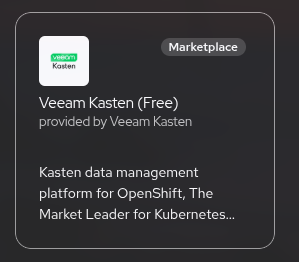 veeam
Kasten
Marketplace
Veeam Kasten (Free)
provided by Veeam Kasten
Kasten data management
platform for OpenShift, The
Market Leader for Kubernetes...